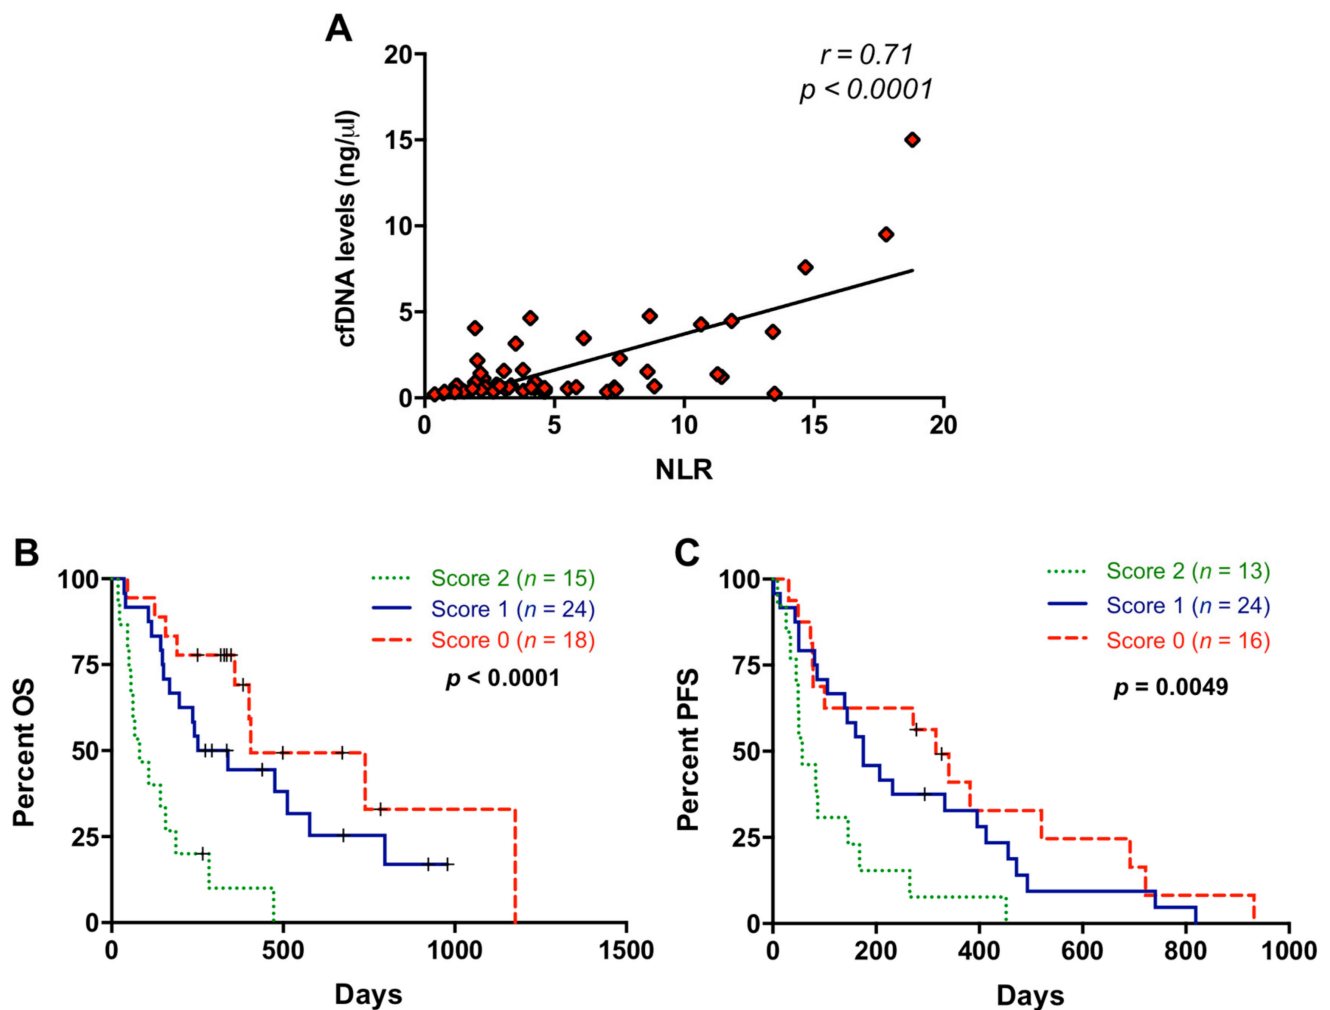 A
r = 0.71
p < 0.0001
cfDNA levels (ng/µl)
20
15
10
5
0
0 5 10 15 20
NLR
B
Score 2 (n = 15)
Score 1 (n = 24)
Score 0 (n = 18)
p < 0.0001
Percent OS
100
75
50
25
0
0 500 1000 1500
Days
C
Score 2 (n = 13)
Score 1 (n = 24)
Score 0 (n = 16)
p = 0.0049
Percent PFS
100
75
50
25
0
0 200 400 600 800 1000
Days